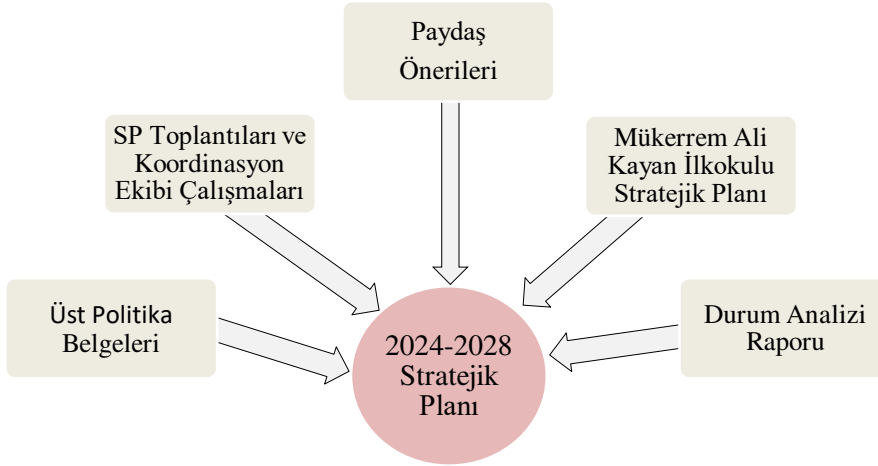 Paydaş
Önerileri
SP Toplantıları ve
Koordinasyon
Ekibi Çalışmaları
Mükerrem Ali
Kayan İlkokulu
Stratejik Planı
Üst Politika
Belgeleri
Durum Analizi
Raporu
2024-2028
Stratejik
Planı